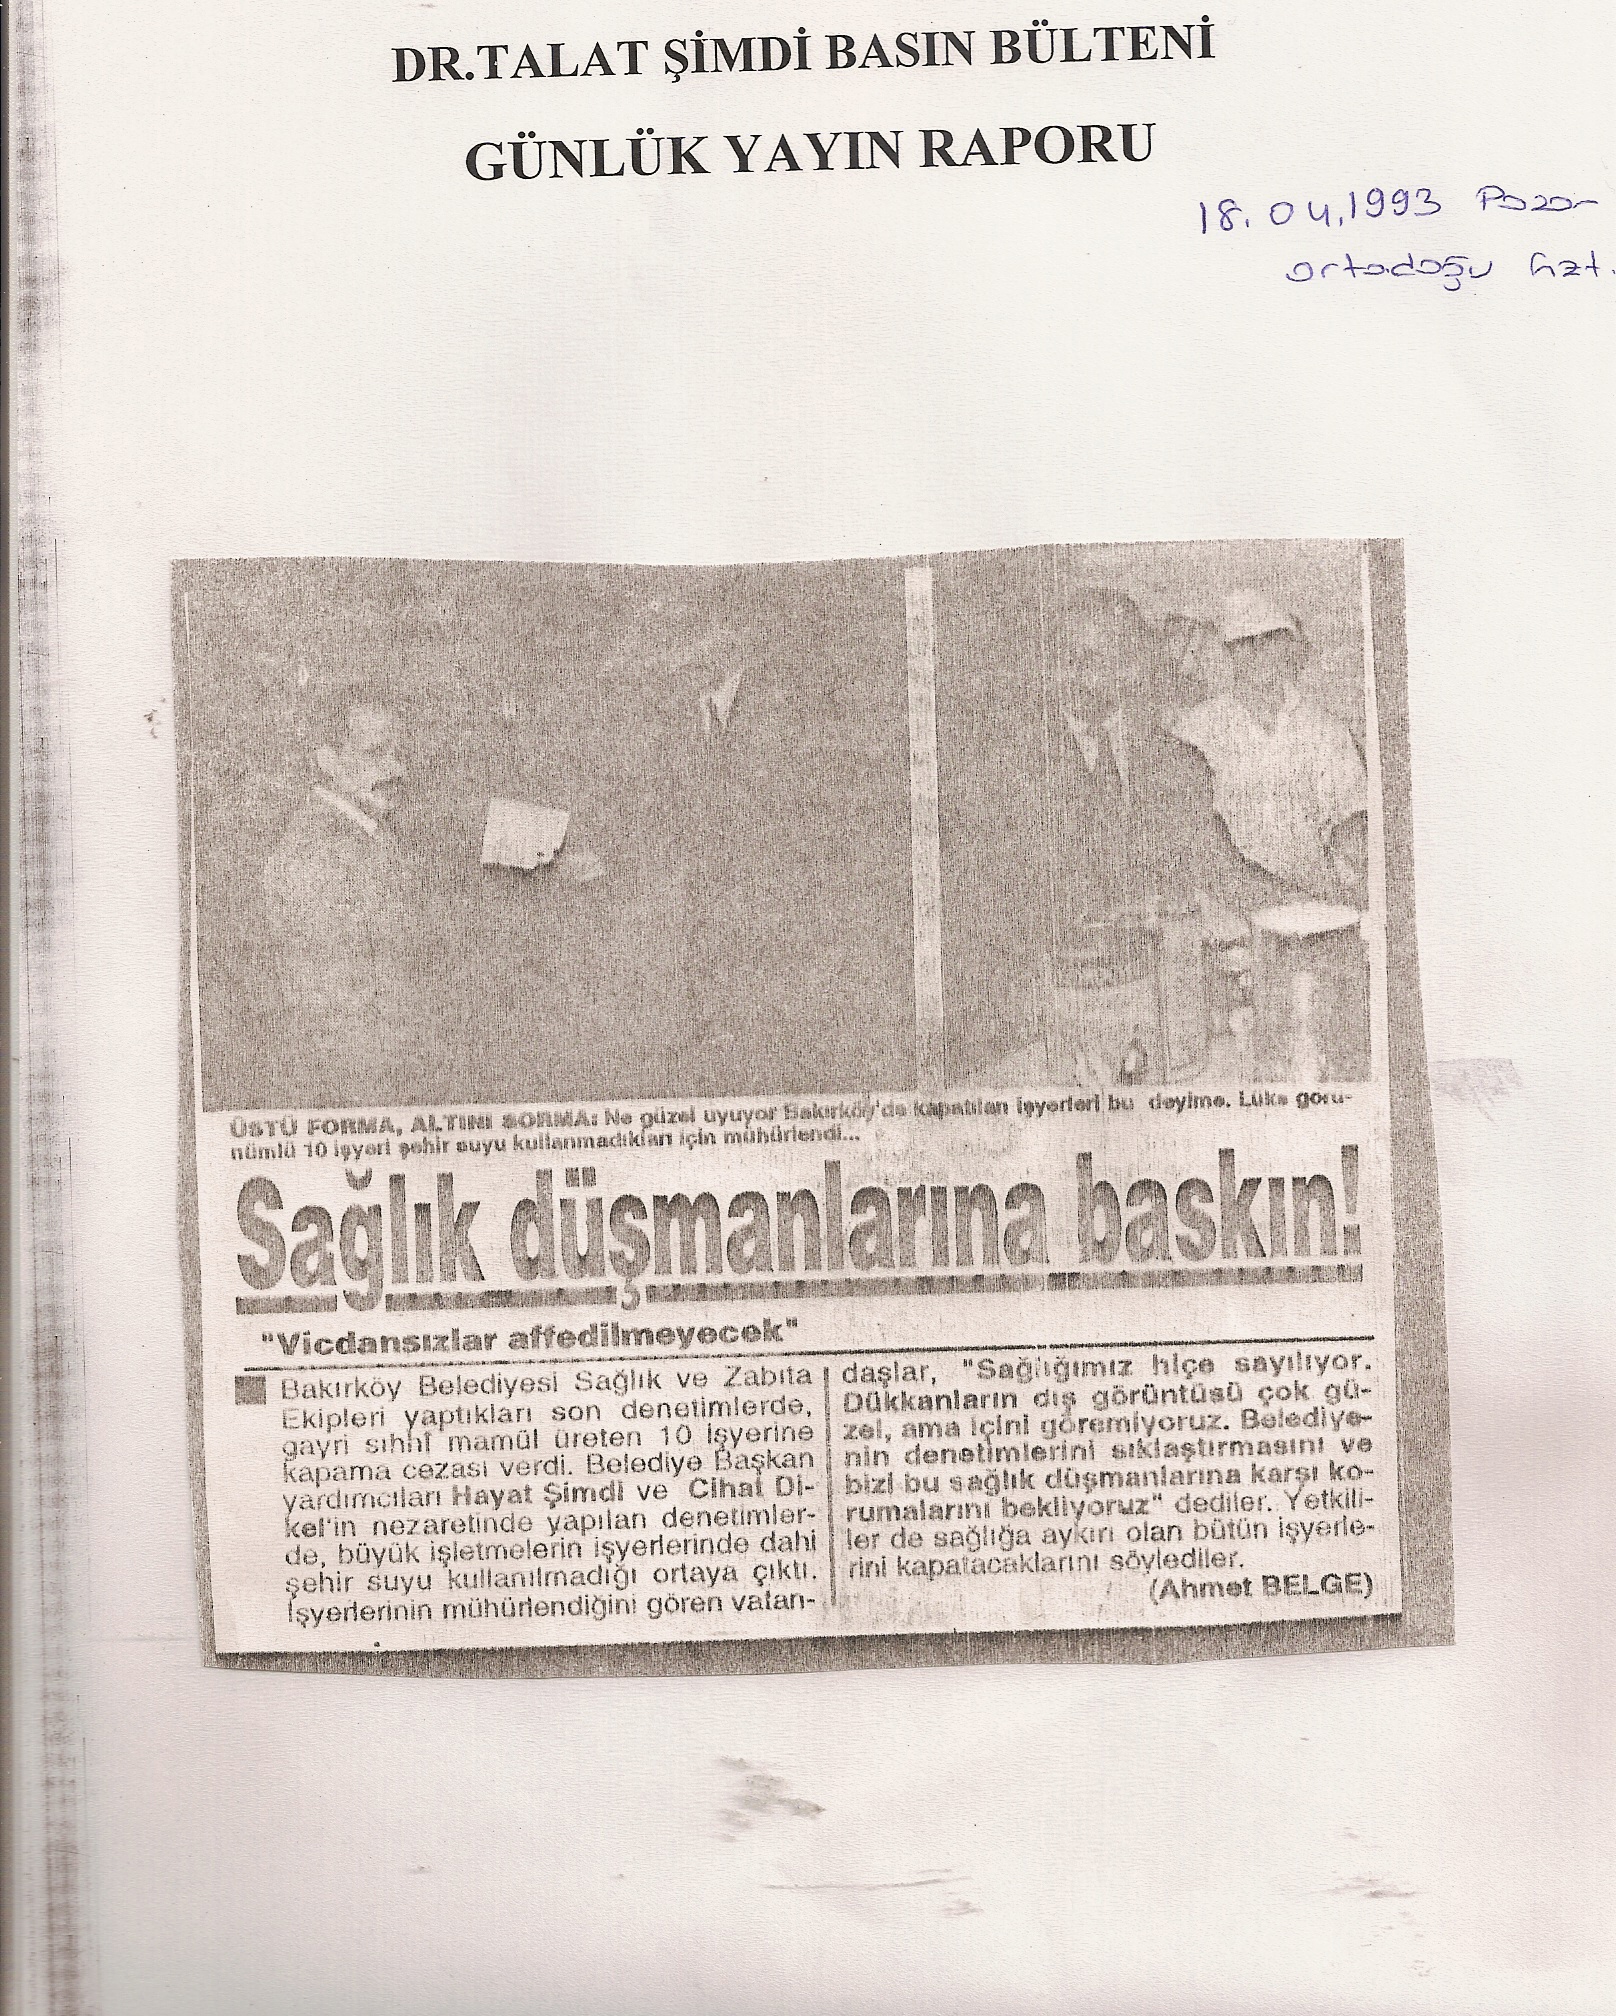 DR.TALAT ŞİMDİ BASIN BÜLTENİ
GÜNLÜK YAYIN RAPORU
18.04.1993 Pazar
ortadoğu Gzt.
ÜSTÜ FORMA, ALTINI SORMA: Ne güzel uyuyor Bakırköy'de kapatılan işyerleri bu deyime. Lüks görü-
nümlü 10 işyeri şehir suyu kullanmadıkları için mühürlendi...
Sağlık düşmanlarına baskın!
"Vicdansızlar affedilmeyecek"
Bakırköy Belediyesi Sağlık ve Zabıta
Ekipleri yaptıkları son denetimlerde,
gayri sıhhî mamül üreten 10 işyerine
kapama cezası verdi. Belediye Başkan
yardımcıları Hayat Şimdi ve Cihat Di-
kel'in nezaretinde yapılan denetimler-
de, büyük işletmelerin işyerlerinde dahi
şehir suyu kullanılmadığı ortaya çıktı.
İşyerlerinin mühürlendiğini gören vatan-
daşlar, "Sağlığımız hiçe sayılıyor.
Dükkanların dış görüntüsü çok gü-
zel, ama içini göremiyoruz. Belediye-
nin denetimlerini sıklaştırmasını ve
bizi bu sağlık düşmanlarına karşı ko-
rumalarını bekliyoruz" dediler. Yetkili-
ler de sağlığa aykırı olan bütün işyerle-
rini kapatacaklarını söylediler.
(Ahmet BELGE)